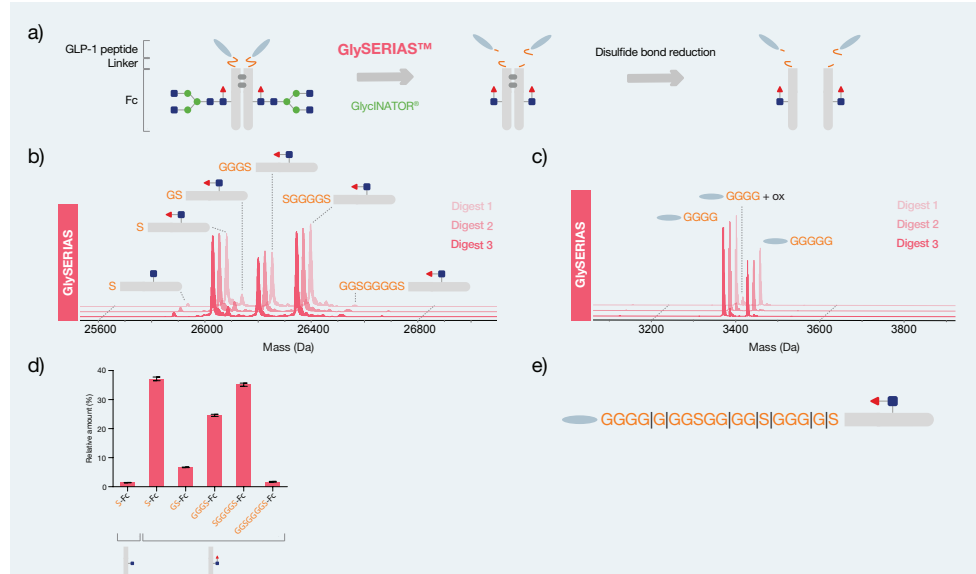 a)
GLP-1 peptide
Linker
Fc
GlySERIAS™
GlycINATOR®
Disulfide bond reduction
b)
GlySERIAS
S
S
GS
GGGS
SGGGGS
GGSGGGGS
Digest 1
Digest 2
Digest 3
25600
26000
26400
26800
Mass (Da)
c)
GlySERIAS
GGGG
GGGG + ox
GGGGG
Digest 1
Digest 2
Digest 3
3200
3400
3600
3800
Mass (Da)
d)
Relative amount (%)
40
30
20
10
0
S-Fc
S-Fc
GS-Fc
GGGS-Fc
SGGGGS-Fc
GGSGGGGS-Fc
e)
GGGG|G|GGSGG|GG|S|GGG|G|S